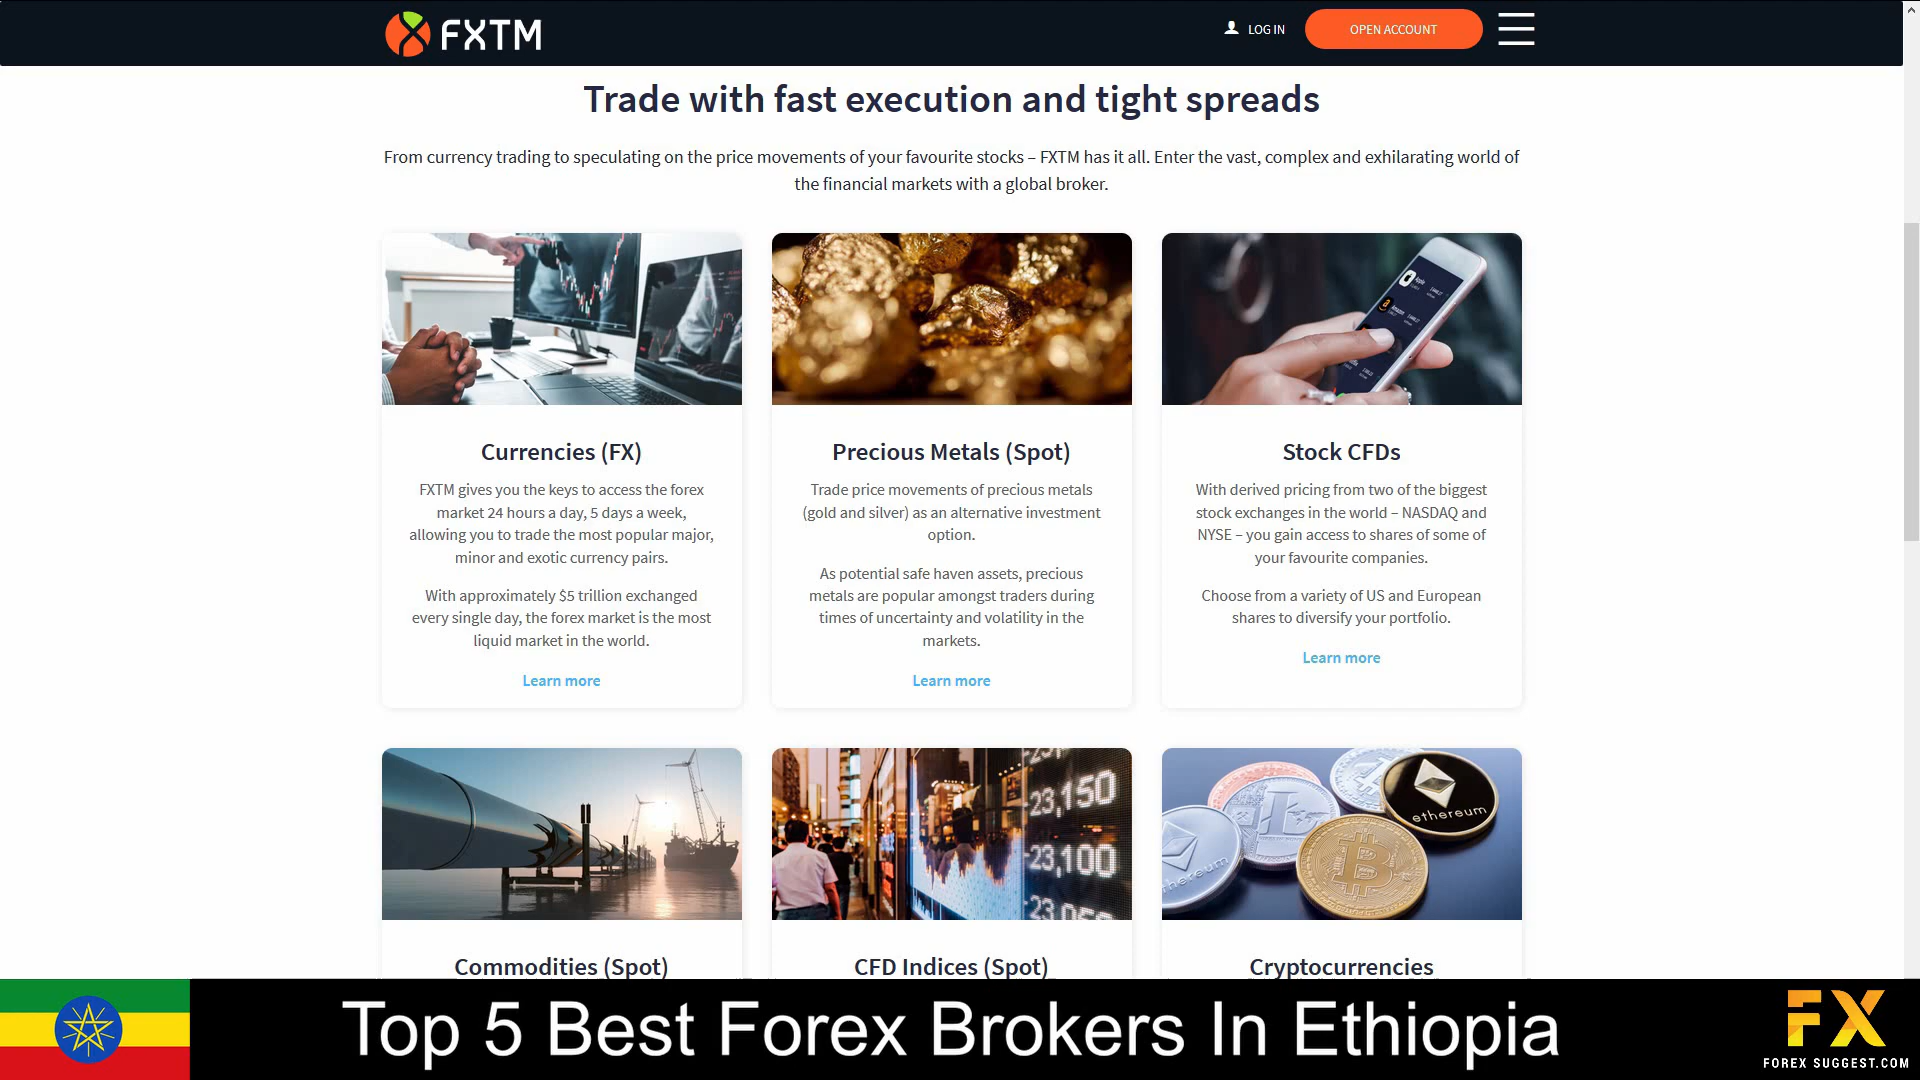 FXTM
LOG IN
OPEN ACCOUNT
Trade with fast execution and tight spreads
From currency trading to speculating on the price movements of your favourite stocks – FXTM has it all. Enter the vast, complex and exhilarating world of
the financial markets with a global broker.
Currencies (FX)
FXTM gives you the keys to access the forex
market 24 hours a day, 5 days a week,
allowing you to trade the most popular major,
minor and exotic currency pairs.
With approximately $5 trillion exchanged
every single day, the forex market is the most
liquid market in the world.
Learn more
Precious Metals (Spot)
Trade price movements of precious metals
(gold and silver) as an alternative investment
option.
As potential safe haven assets, precious
metals are popular amongst traders during
times of uncertainty and volatility in the
markets.
Learn more
Apple
Amazon
Stock CFDs
With derived pricing from two of the biggest
stock exchanges in the world – NASDAQ and
NYSE – you gain access to shares of some of
your favourite companies.
Choose from a variety of US and European
shares to diversify your portfolio.
Learn more
Commodities (Spot)
23,150
23,100
CFD Indices (Spot)
ethereum
Cryptocurrencies
Top 5 Best Forex Brokers In Ethiopia
FX
FOREX SUGGEST.COM